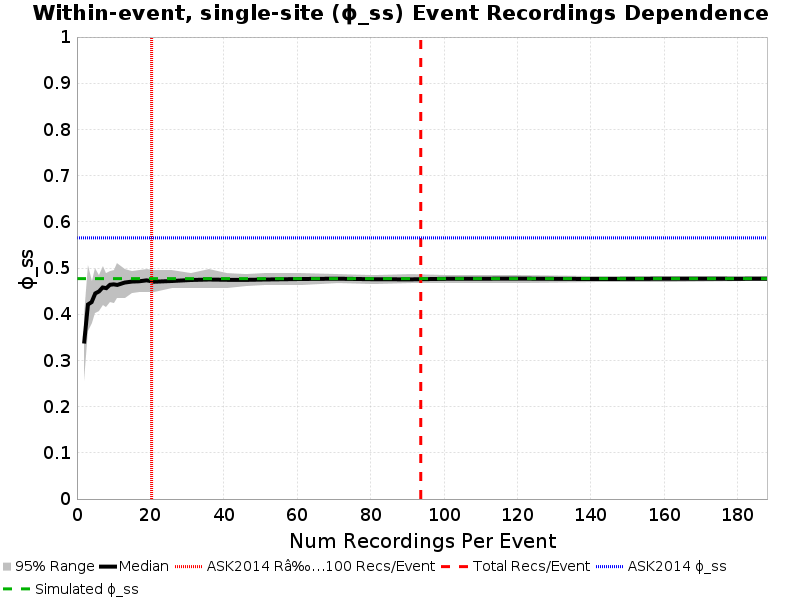 Within-event, single-site (ϕ_ss) Event Recordings Dependence
1
0.9
0.8
0.7
0.6
0.5
0.4
0.3
0.2
0.1
0
ϕ_ss
0 20 40 60 80 100 120 140 160 180
Num Recordings Per Event
95% Range Median ASK2014 Râ‰…100 Recs/Event Total Recs/Event ASK2014 ϕ_ss
Simulated ϕ_ss